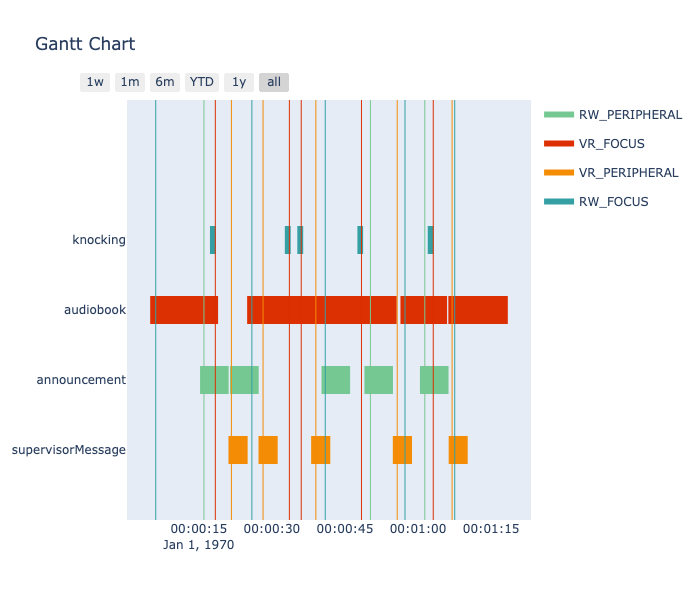 Gantt Chart
1w 1m 6m YTD 1y all
RW_PERIPHERAL
VR_FOCUS
VR_PERIPHERAL
RW_FOCUS
knocking
audiobook
announcement
supervisorMessage
00:00:15 00:00:30 00:00:45 00:01:00 00:01:15
Jan 1, 1970